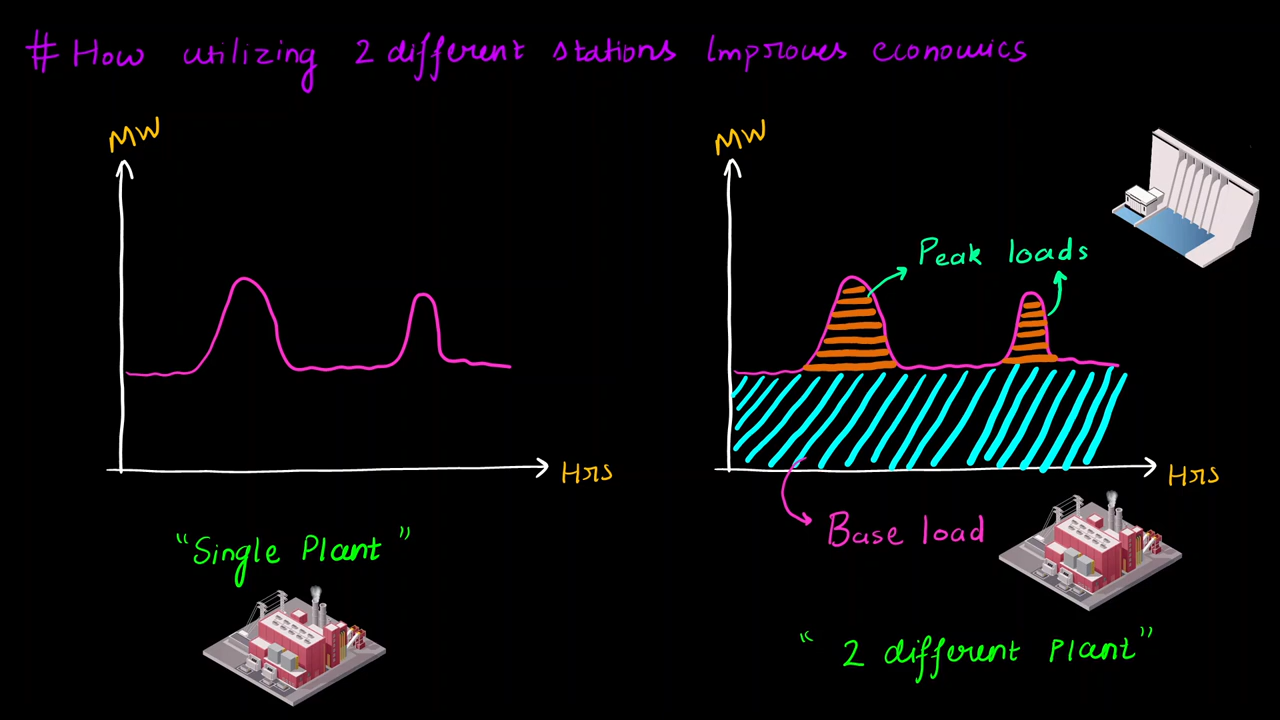 # How utilizing 2 different stations Improves economics
MW
Hrs
"Single Plant"
MW
Peak loads
Hrs
Base load
"2 different Plant"